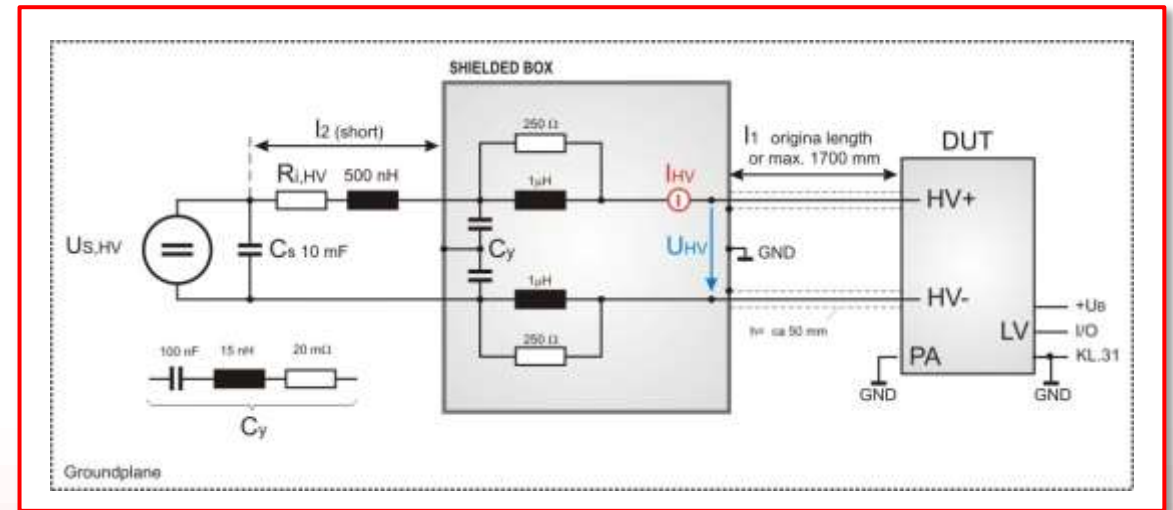 SHIELDED BOX
l2 (short)
250 Ω
l1 origina length
or max. 1700 mm
DUT
Ri,HV
500 nH
1µH
IHV
I
HV+
US,HV
Cs 10 mF
Cy
UHV
GND
1µH
HV-
h= ca 50 mm
+UB
LV
I/O
100 nF
15 nH
20 mΩ
250 Ω
PA
KL.31
GND
GND
Cy
Groundplane